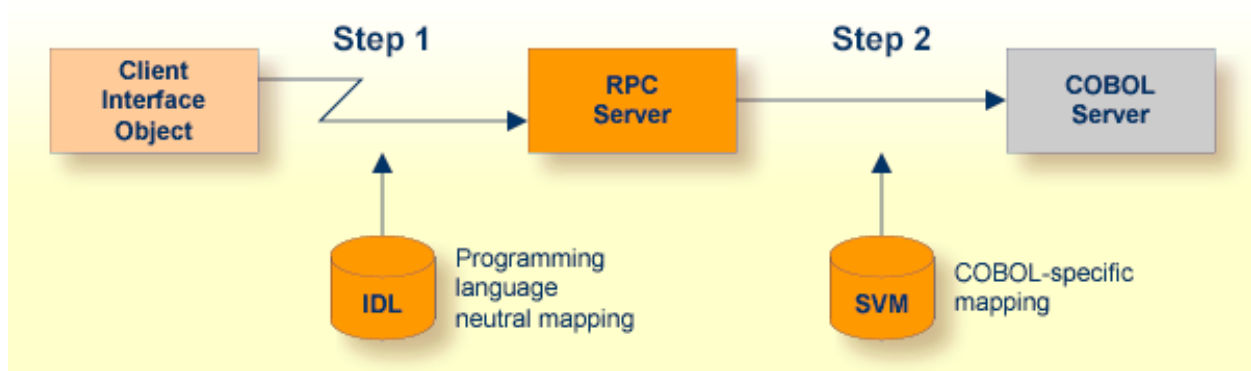 Step 1
Step 2
Client
Interface
Object
RPC
Server
COBOL
Server
IDL
Programming
language
neutral mapping
SVM
COBOL-specific
mapping